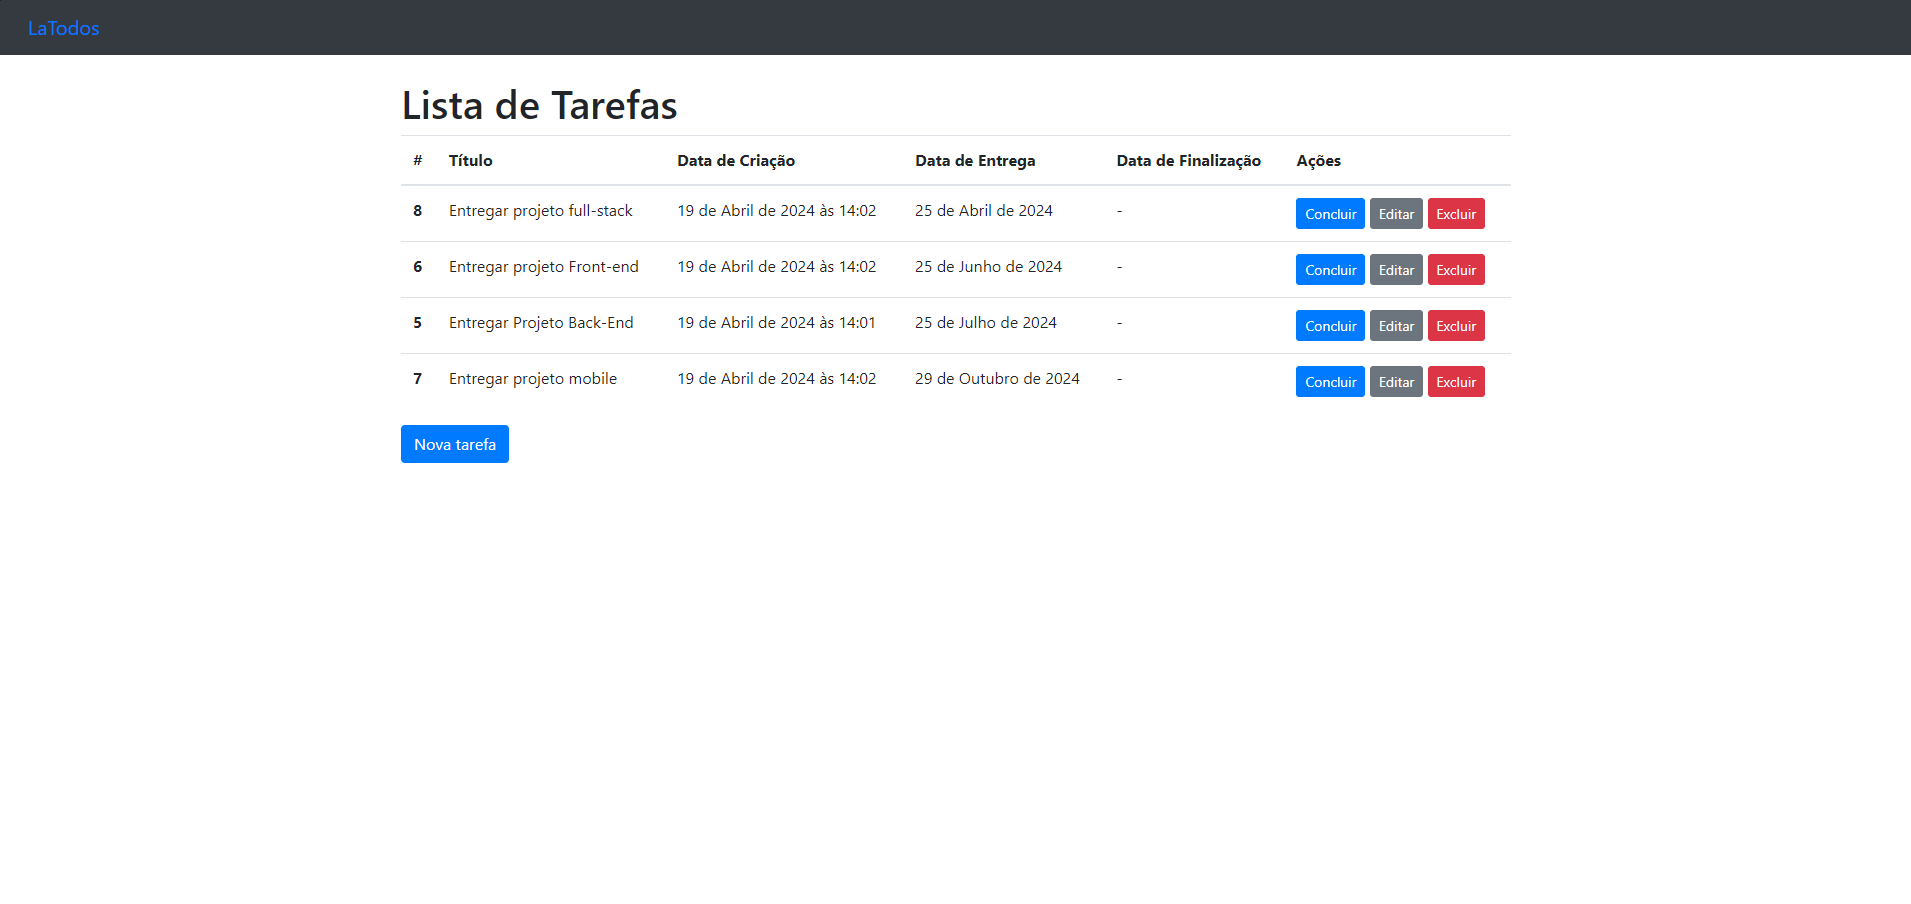 LaTodos
Lista de Tarefas
# Título Data de Criação Data de Entrega Data de Finalização Ações
8 Entregar projeto full-stack 19 de Abril de 2024 às 14:02 25 de Abril de 2024 - Concluir Editar Excluir
6 Entregar projeto Front-end 19 de Abril de 2024 às 14:02 25 de Junho de 2024 - Concluir Editar Excluir
5 Entregar Projeto Back-End 19 de Abril de 2024 às 14:01 25 de Julho de 2024 - Concluir Editar Excluir
7 Entregar projeto mobile 19 de Abril de 2024 às 14:02 29 de Outubro de 2024 - Concluir Editar Excluir
Nova tarefa